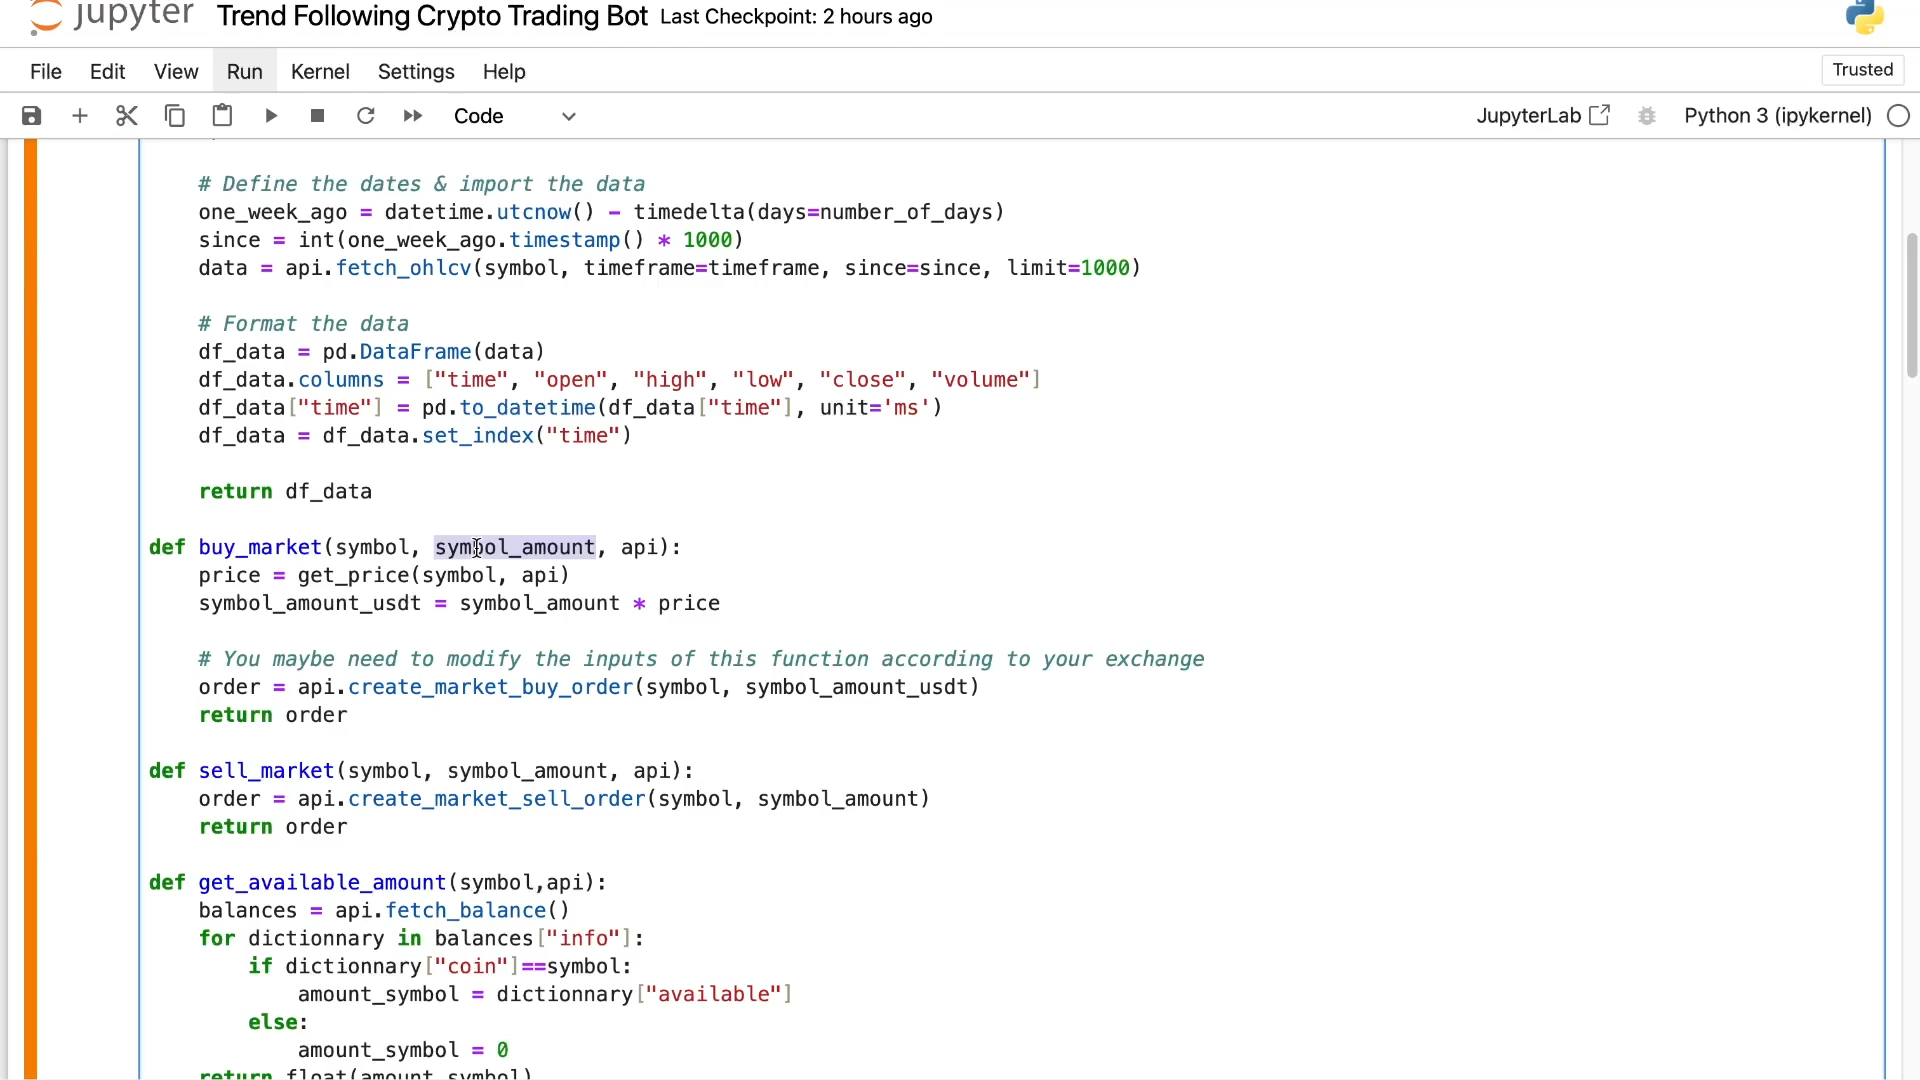 jupyter Trend Following Crypto Trading Bot Last Checkpoint: 2 hours ago
File Edit View Run Kernel Settings Help Trusted
Code JupyterLab Python 3 (ipykernel)
# Define the dates & import the data
one_week_ago = datetime.utcnow() - timedelta(days=number_of_days)
since = int(one_week_ago.timestamp() * 1000)
data = api.fetch_ohlcv(symbol, timeframe=timeframe, since=since, limit=1000)
# Format the data
df_data = pd.DataFrame(data)
df_data.columns = ["time", "open", "high", "low", "close", "volume"]
df_data["time"] = pd.to_datetime(df_data["time"], unit='ms')
df_data = df_data.set_index("time")
return df_data
def buy_market(symbol, symbol_amount, api):
price = get_price(symbol, api)
symbol_amount_usdt = symbol_amount * price
# You maybe need to modify the inputs of this function according to your exchange
order = api.create_market_buy_order(symbol, symbol_amount_usdt)
return order
def sell_market(symbol, symbol_amount, api):
order = api.create_market_sell_order(symbol, symbol_amount)
return order
def get_available_amount(symbol,api):
balances = api.fetch_balance()
for dictionnary in balances["info"]:
if dictionnary["coin"]==symbol:
amount_symbol = dictionnary["available"]
else:
amount_symbol = 0
return float(amount_symbol)